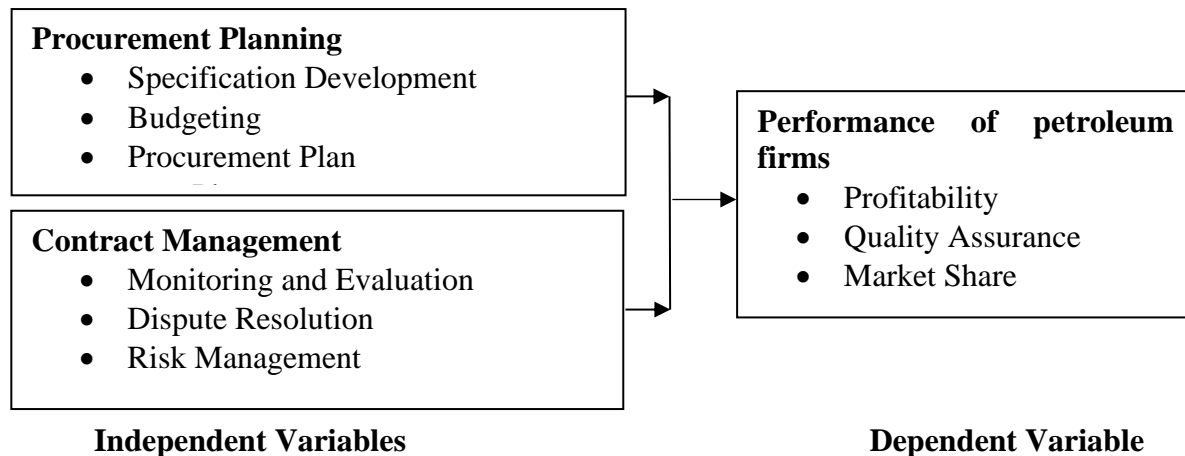 Procurement Planning
• Specification Development
• Budgeting
• Procurement Plan
Contract Management
• Monitoring and Evaluation
• Dispute Resolution
• Risk Management
Performance of petroleum
firms
• Profitability
• Quality Assurance
• Market Share
Independent Variables
Dependent Variable